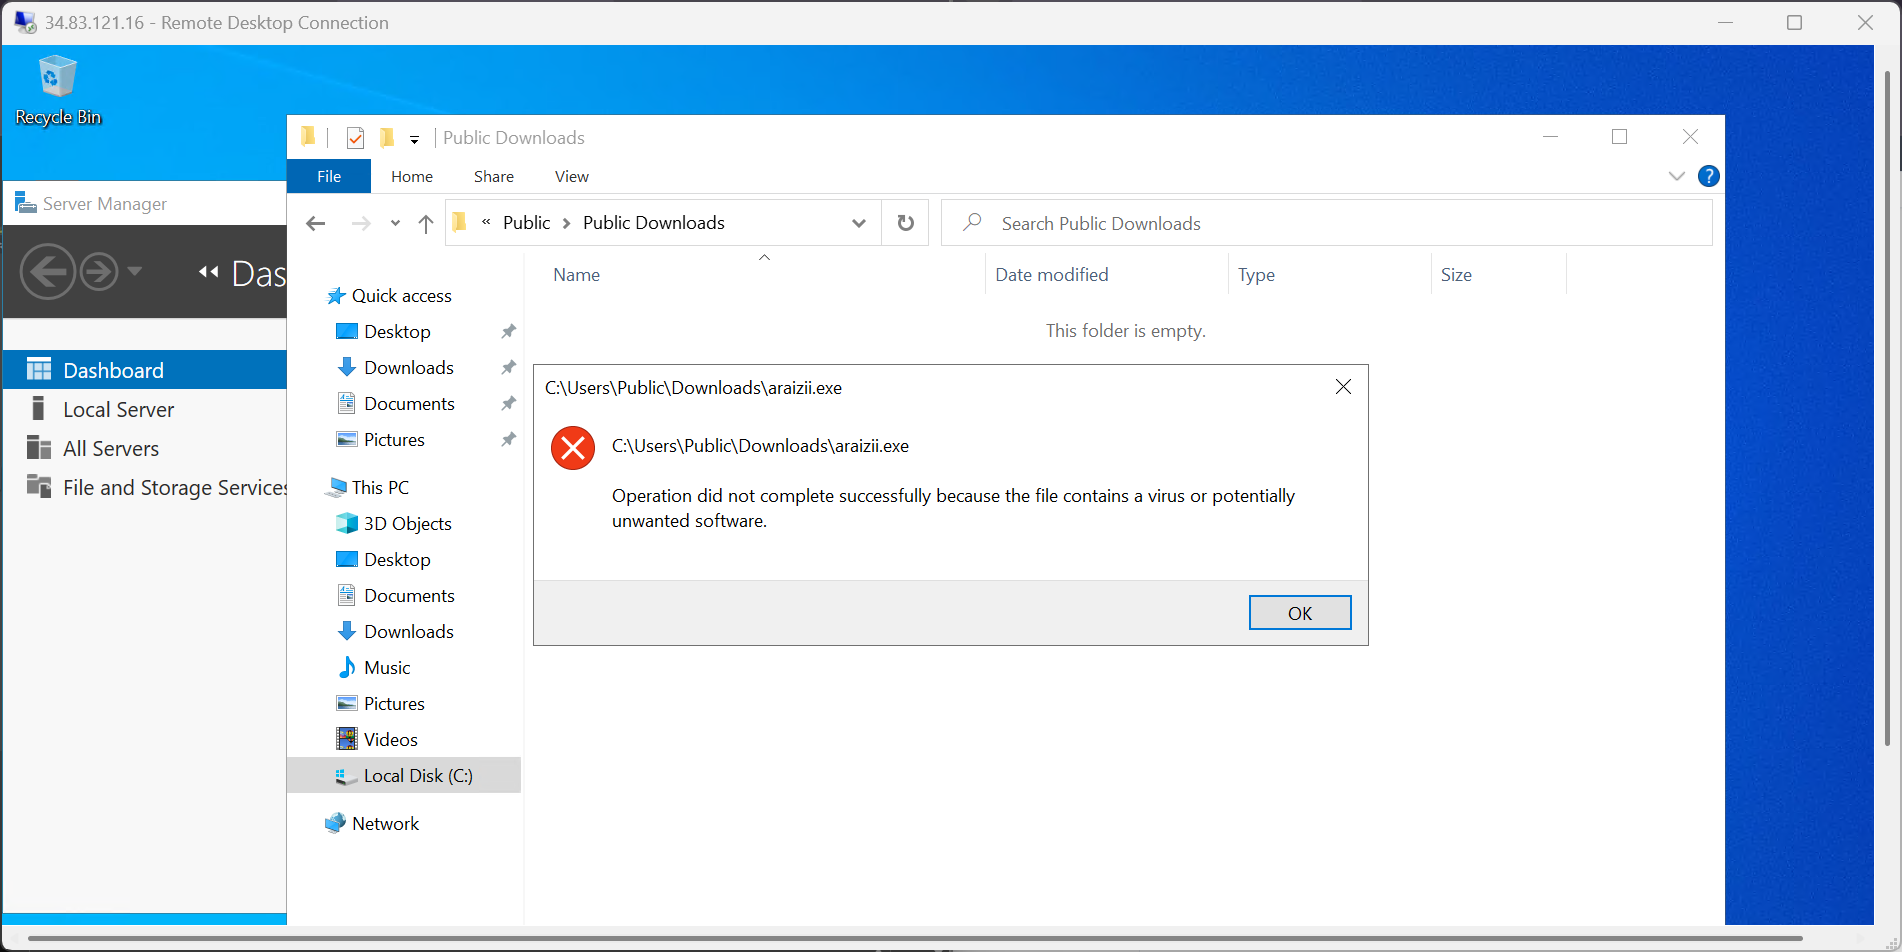 34.83.121.16 - Remote Desktop Connection
Recycle Bin
Server Manager
Das
Dashboard
Local Server
All Servers
File and Storage Services
Public Downloads
File
Home
Share
View
?
« Public > Public Downloads
Search Public Downloads
Name
Date modified
Type
Size
This folder is empty.
Quick access
Desktop
Downloads
Documents
Pictures
This PC
3D Objects
Desktop
Documents
Downloads
Music
Pictures
Videos
Local Disk (C:)
Network
C:\Users\Public\Downloads\araizii.exe
C:\Users\Public\Downloads\araizii.exe
Operation did not complete successfully because the file contains a virus or potentially
unwanted software.
OK